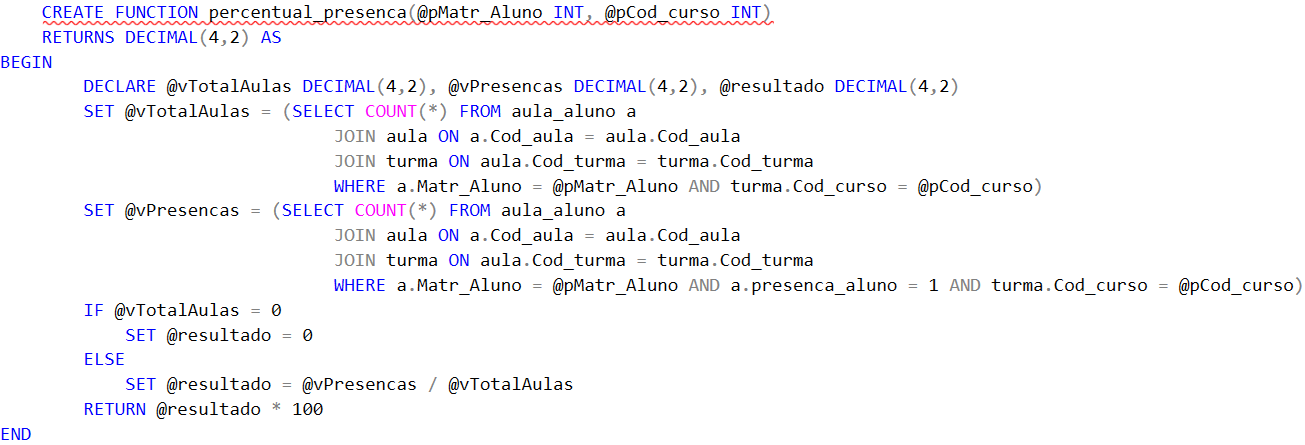 CREATE FUNCTION percentual_presenca(@pMatr_Aluno INT, @pCod_curso INT)
RETURNS DECIMAL(4,2) AS
BEGIN
DECLARE @vTotalAulas DECIMAL(4,2), @vPresencas DECIMAL(4,2), @resultado DECIMAL(4,2)
SET @vTotalAulas = (SELECT COUNT(*) FROM aula_aluno a
JOIN aula ON a.Cod_aula = aula.Cod_aula
JOIN turma ON aula.Cod_turma = turma.Cod_turma
WHERE a.Matr_Aluno = @pMatr_Aluno AND turma.Cod_curso = @pCod_curso)
SET @vPresencas = (SELECT COUNT(*) FROM aula_aluno a
JOIN aula ON a.Cod_aula = aula.Cod_aula
JOIN turma ON aula.Cod_turma = turma.Cod_turma
WHERE a.Matr_Aluno = @pMatr_Aluno AND a.presenca_aluno = 1 AND turma.Cod_curso = @pCod_curso)
IF @vTotalAulas = 0
SET @resultado = 0
ELSE
SET @resultado = @vPresencas / @vTotalAulas
RETURN @resultado * 100
END